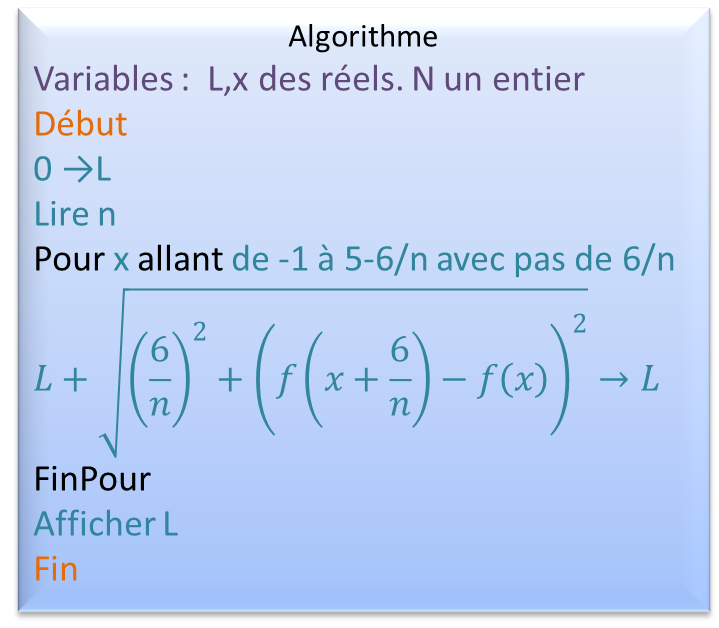 Algorithme
Variables : L,x des réels. N un entier
Début
0 →L
Lire n
Pour x allant de -1 à 5-6/n avec pas de 6/n
L + √((6/n)² + (f(x + 6/n) − f(x))²) → L
FinPour
Afficher L
Fin